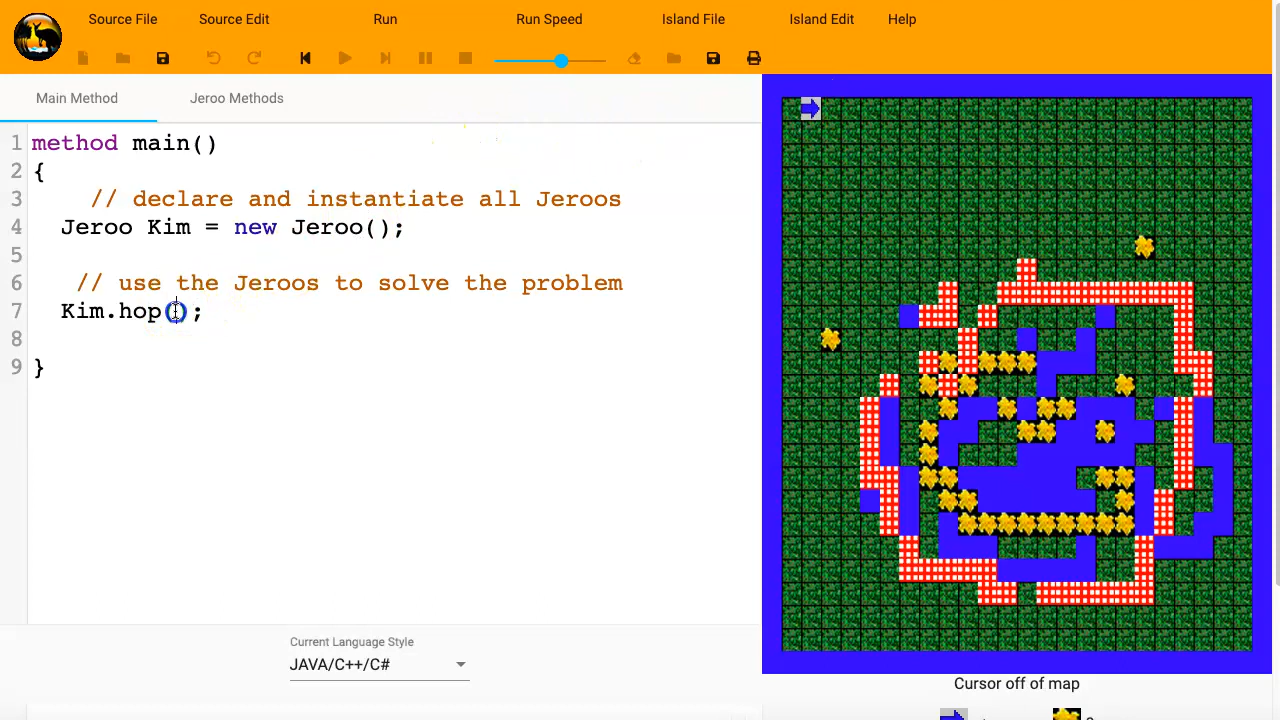 Source File Source Edit Run Run Speed Island File Island Edit Help
Main Method Jeroo Methods
1 method main()
2 {
3 // declare and instantiate all Jeroos
4 Jeroo Kim = new Jeroo();
5
6 // use the Jeroos to solve the problem
7 Kim.hop();
8
9 }
Current Language Style
JAVA/C++/C#
Cursor off of map